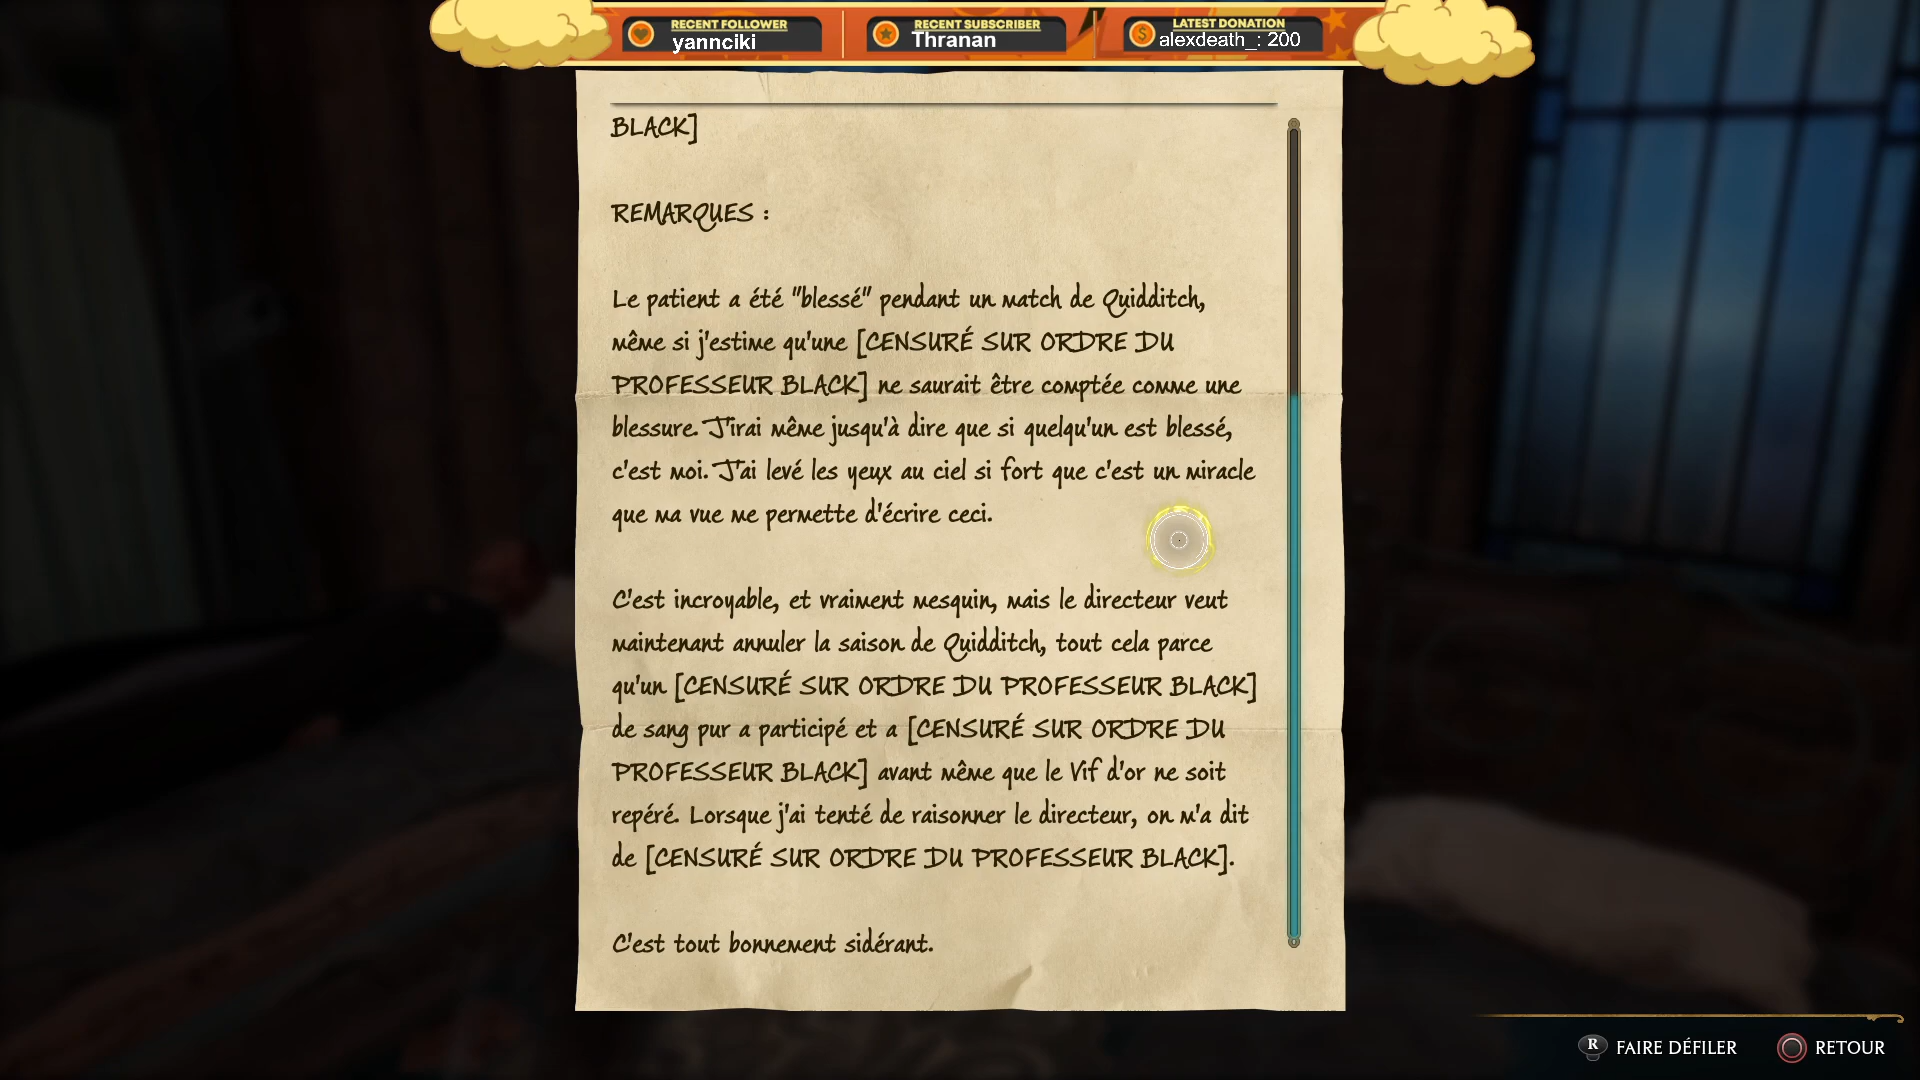 RECENT FOLLOWER
yannciki
RECENT SUBSCRIBER
Thranan
LATEST DONATION
alexdeath_: 200
BLACK]
REMARQUES :
Le patient a été "blessé" pendant un match de Quidditch,
même si j'estime qu'une [CENSURÉ SUR ORDRE DU
PROFESSEUR BLACK] ne saurait être comptée comme une
blessure. J'irai même jusqu'à dire que si quelqu'un est blessé,
c'est moi. J'ai levé les yeux au ciel si fort que c'est un miracle
que ma vue me permette d'écrire ceci.
C'est incroyable, et vraiment mesquin, mais le directeur veut
maintenant annuler la saison de Quidditch, tout cela parce
qu'un [CENSURÉ SUR ORDRE DU PROFESSEUR BLACK]
de sang pur a participé et a [CENSURÉ SUR ORDRE DU
PROFESSEUR BLACK] avant même que le Vif d'or ne soit
repéré. Lorsque j'ai tenté de raisonner le directeur, on m'a dit
de [CENSURÉ SUR ORDRE DU PROFESSEUR BLACK].
C'est tout bonnement sidérant.
R FAIRE DÉFILER
RETOUR